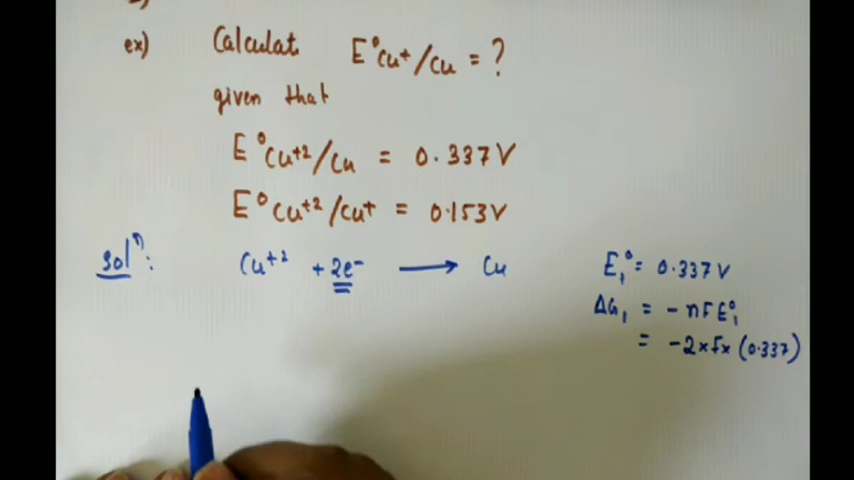 ex) Calculat E°Cu+/Cu = ?
given that
E°Cu+2/Cu = 0.337V
E°Cu+2/Cu+ = 0.153V
Solⁿ: Cu+2 + 2e- ⟶ Cu
E₁° = 0.337V
ΔG₁ = -nFE₁°
= -2×F×(0.337)